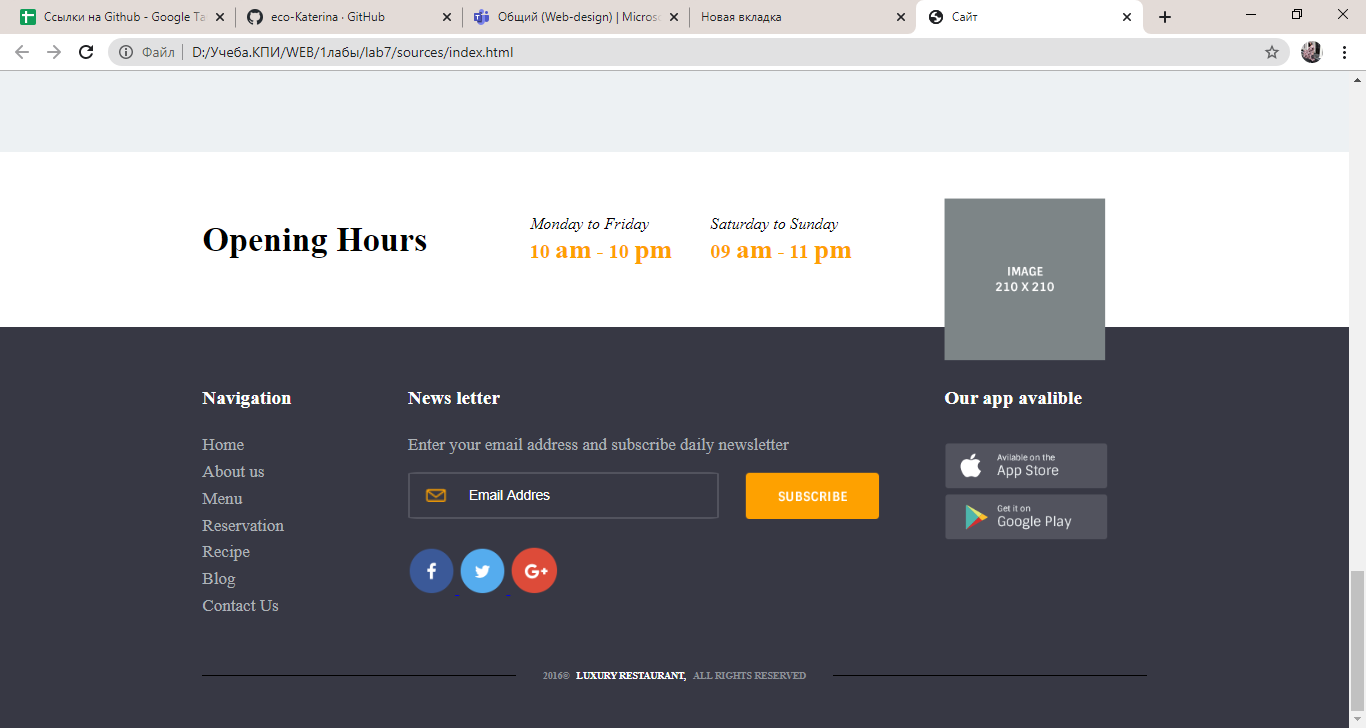 Ссылки на Github - Google Та
eco-Katerina · GitHub
Общий (Web-design) | Microso
Новая вкладка
Сайт
Файл
D:/Учеба.КПИ/WEB/1лабы/lab7/sources/index.html
Opening Hours
Monday to Friday
10 am - 10 pm
Saturday to Sunday
09 am - 11 pm
IMAGE
210 X 210
Navigation
Home
About us
Menu
Reservation
Recipe
Blog
Contact Us
News letter
Enter your email address and subscribe daily newsletter
Email Addres
SUBSCRIBE
f
G+
Our app avalible
Avilable on the
App Store
Get it on
Google Play
2016© LUXURY RESTAURANT, ALL RIGHTS RESERVED